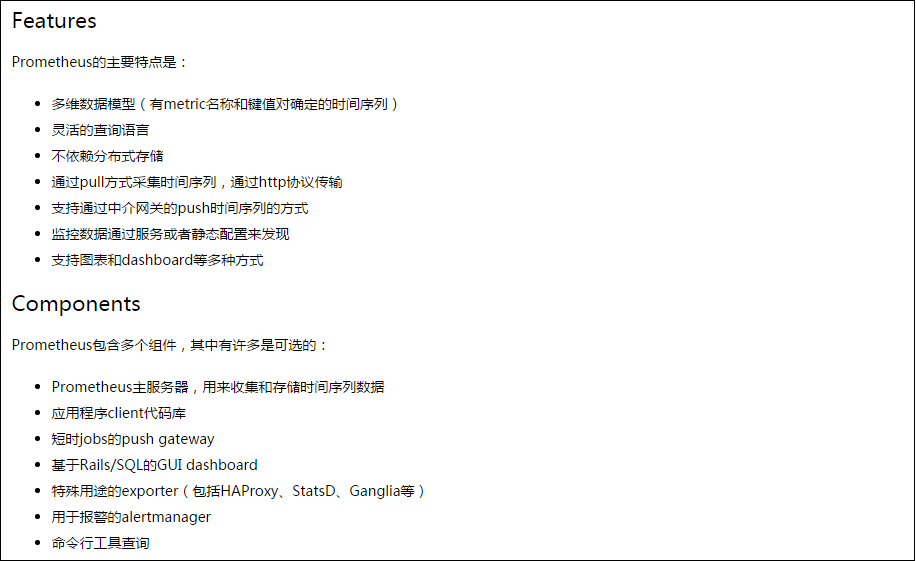 Features
Prometheus的主要特点是：
多维数据模型（有metric名称和键值对确定的时间序列）
灵活的查询语言
不依赖分布式存储
通过pull方式采集时间序列，通过http协议传输
支持通过中介网关的push时间序列的方式
监控数据通过服务或者静态配置来发现
支持图表和dashboard等多种方式
Components
Prometheus包含多个组件，其中有许多是可选的：
Prometheus主服务器，用来收集和存储时间序列数据
应用程序client代码库
短时jobs的push gateway
基于Rails/SQL的GUI dashboard
特殊用途的exporter（包括HAProxy、StatsD、Ganglia等）
用于报警的alertmanager
命令行工具查询